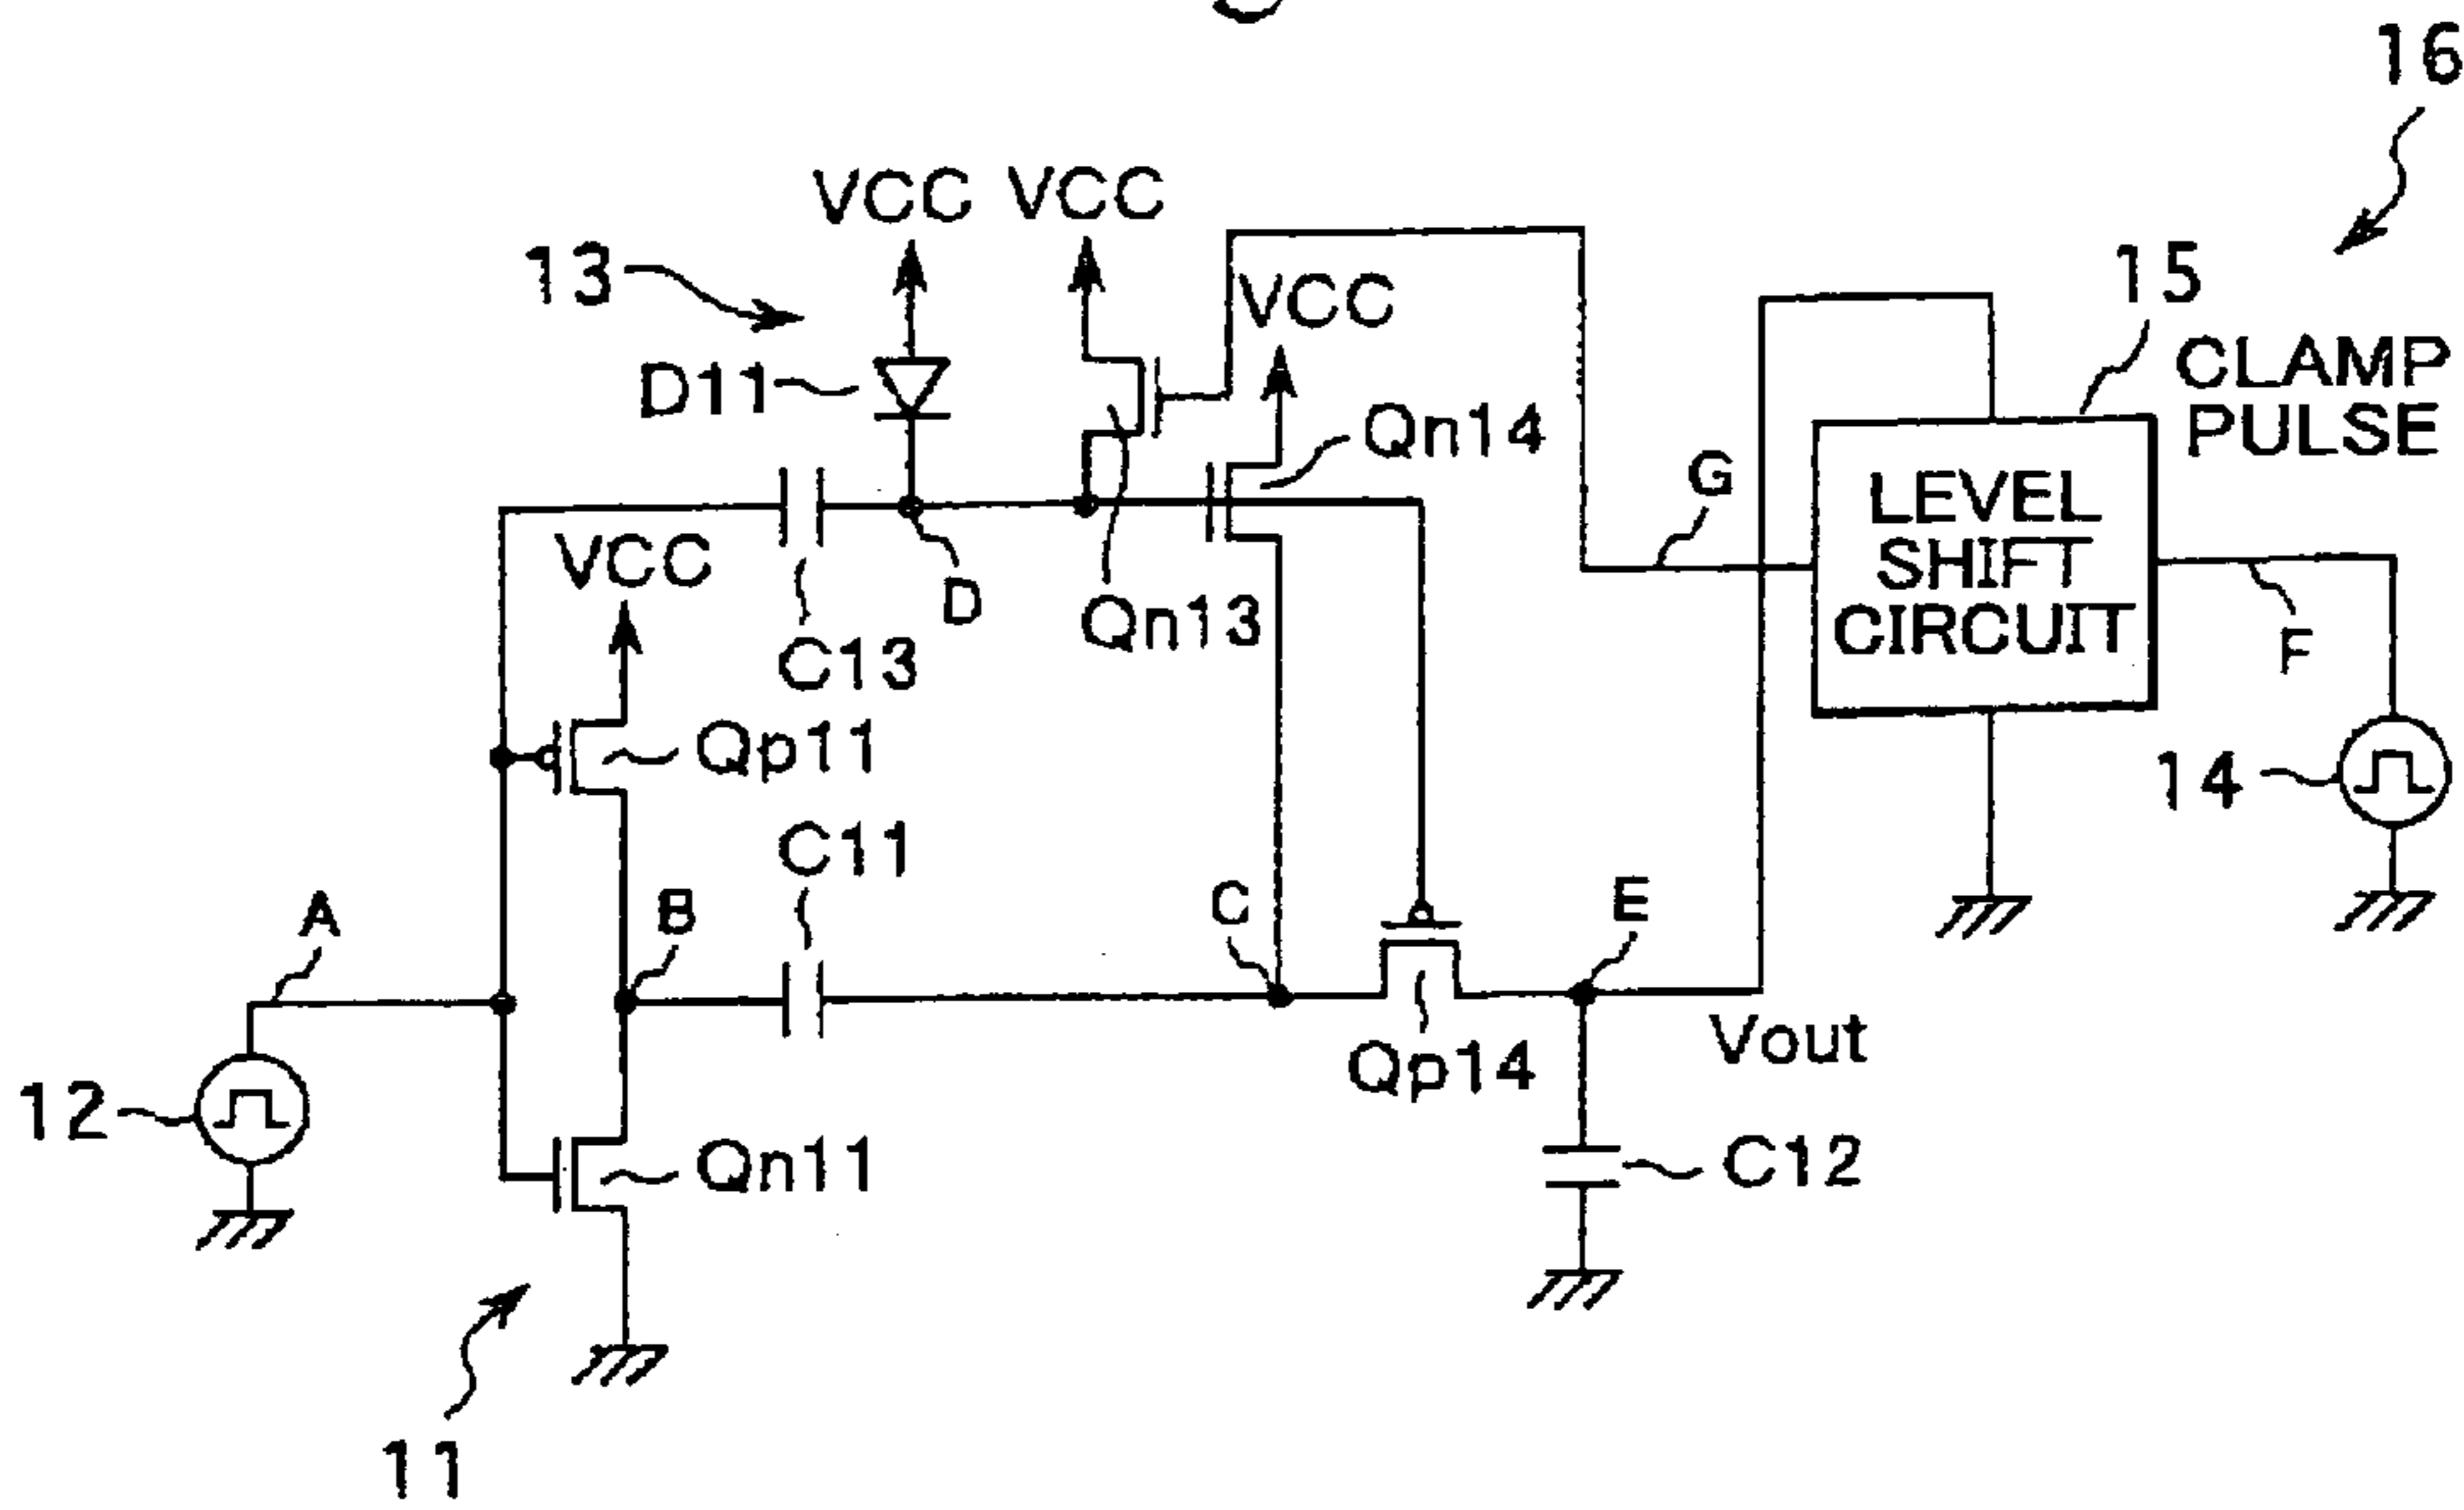 16
VCC
VCC
13
VCC
15
CLAMP
PULSE
D11
Qn14
G
LEVEL
SHIFT
CIRCUIT
VCC
D
Qn13
F
C13
Qp11
14
C11
A
B
C
E
Vout
Qp14
12
Qn11
C12
11